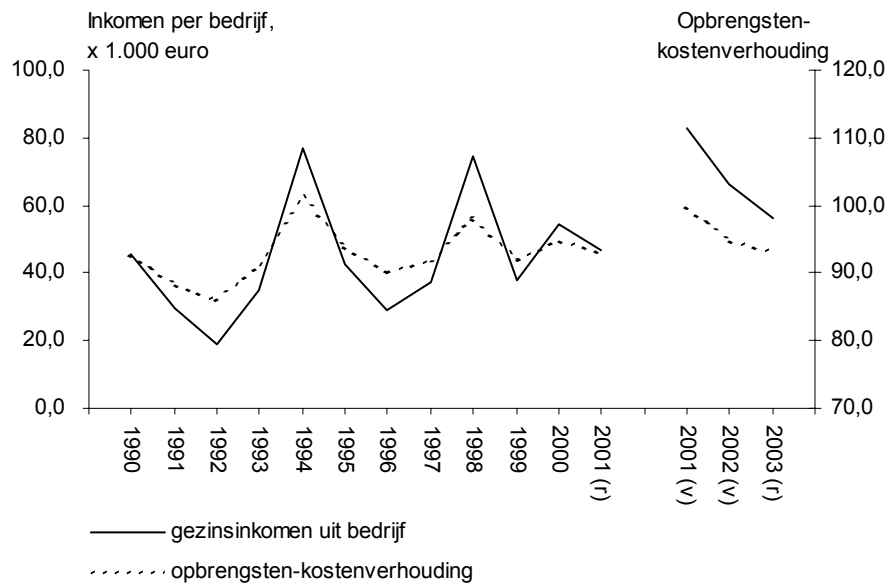 Inkomen per bedrijf,
x 1.000 euro
Opbrengsten-
kostenverhouding
100,0
80,0
60,0
40,0
20,0
0,0
120,0
110,0
100,0
90,0
80,0
70,0
1990
1991
1992
1993
1994
1995
1996
1997
1998
1999
2000
2001 (r)
2001 (v)
2002 (v)
2003 (r)
gezinsinkomen uit bedrijf
opbrengsten-kostenverhouding